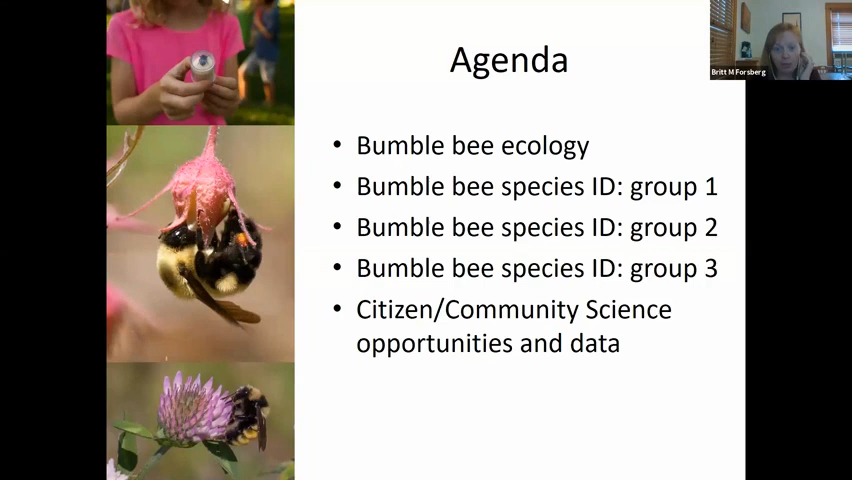 Agenda
Britt M Forsberg
• Bumble bee ecology
• Bumble bee species ID: group 1
• Bumble bee species ID: group 2
• Bumble bee species ID: group 3
• Citizen/Community Science
opportunities and data